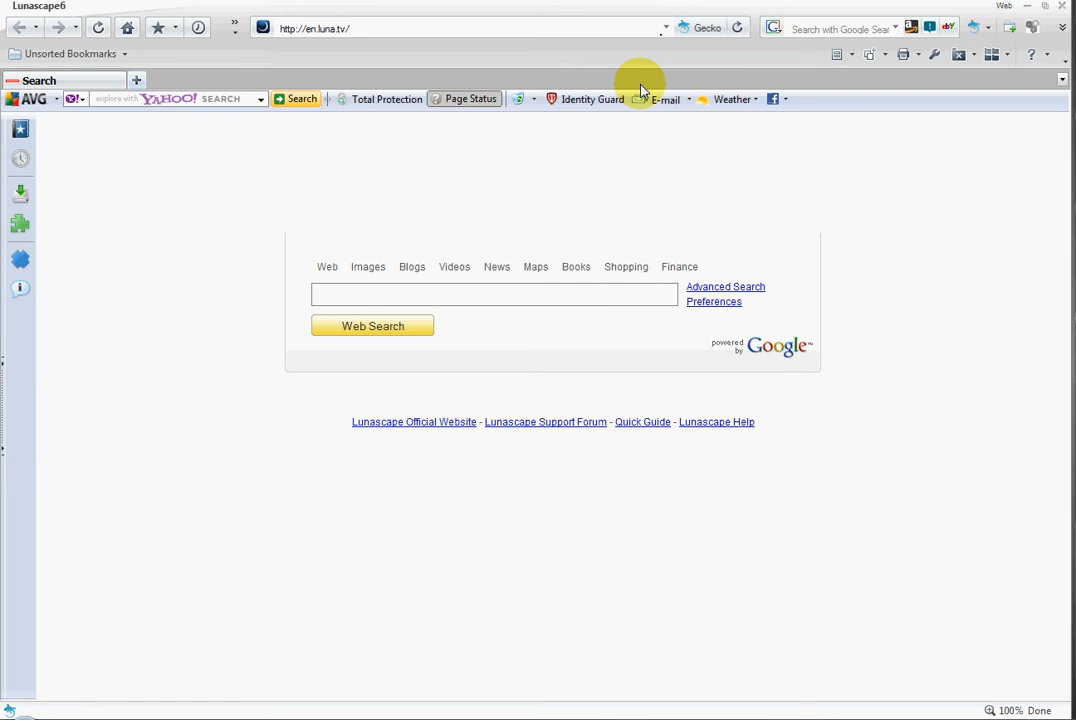 Lunascape6
Web
http://en.luna.tv/
Gecko
Search with Google Sear
Unsorted Bookmarks
Search
AVG
Y!
explore with YAHOO! SEARCH
Search
Total Protection
Page Status
Identity Guard
E-mail
Weather
Web Images Blogs Videos News Maps Books Shopping Finance
Advanced Search
Preferences
Web Search
powered by Google™
Lunascape Official Website - Lunascape Support Forum - Quick Guide - Lunascape Help
100% Done